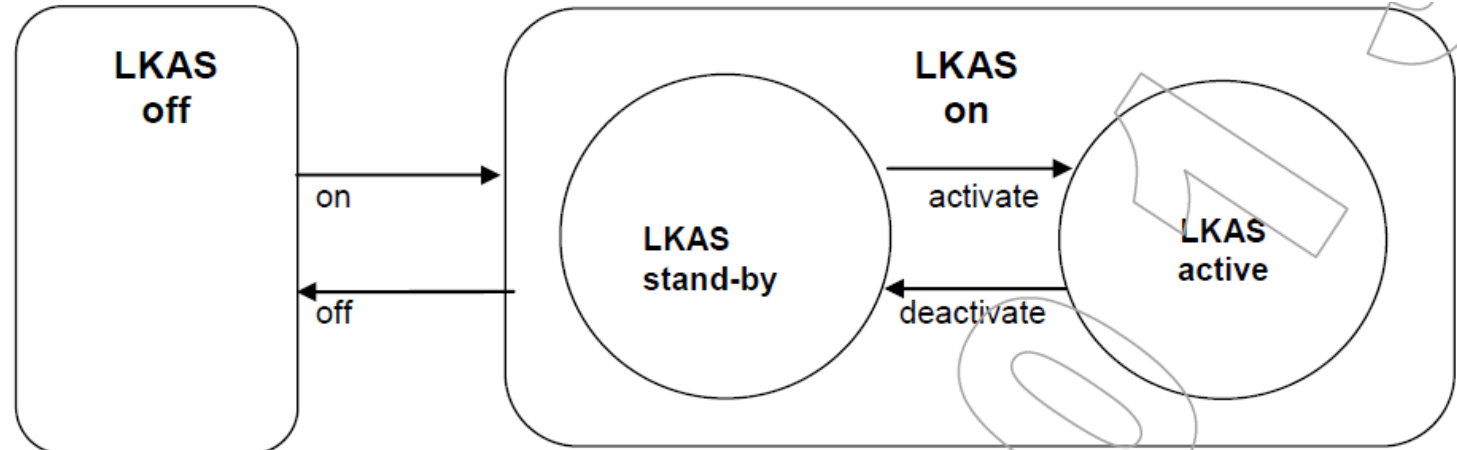 LKAS
off
on
off
LKAS
on
LKAS
stand-by
activate
deactivate
LKAS
active